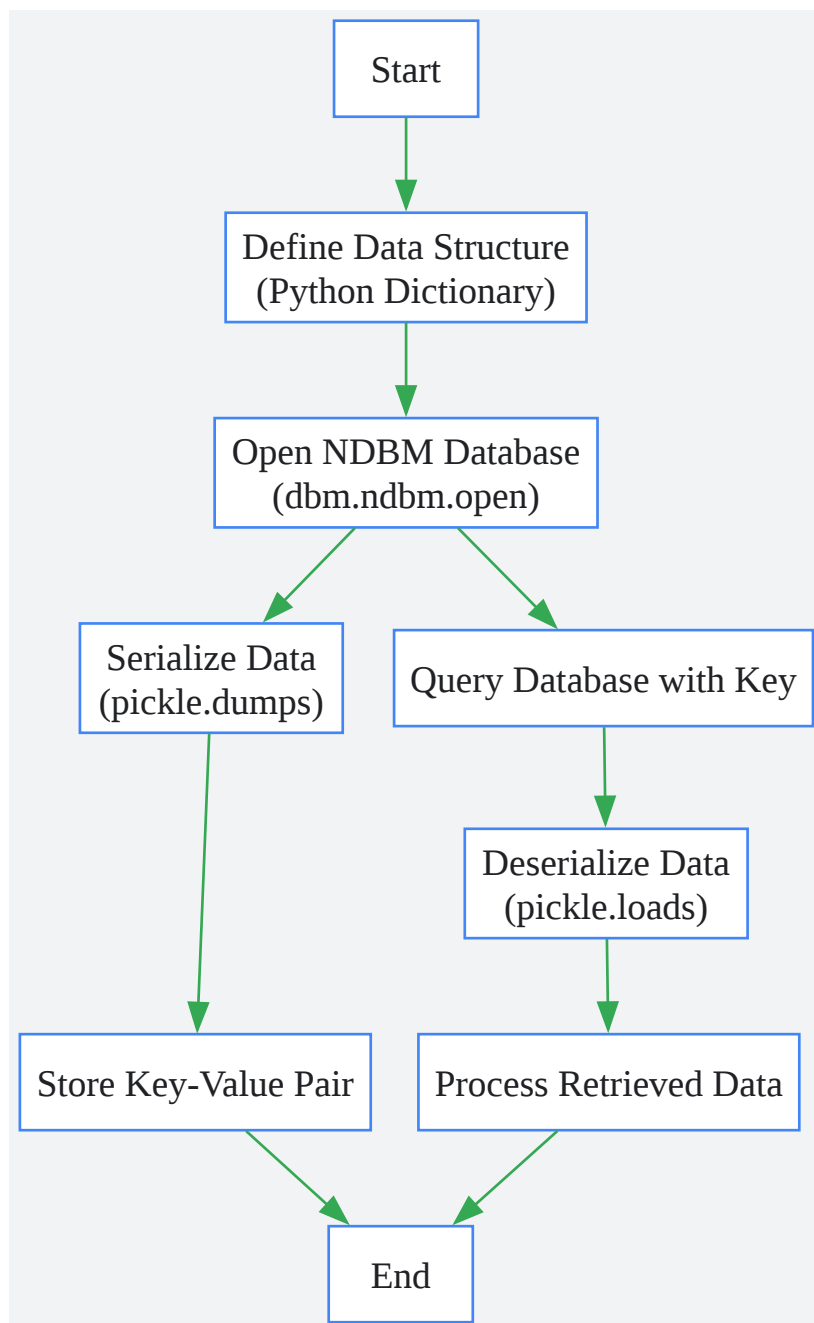 Start
Define Data Structure
(Python Dictionary)
Open NDBM Database
(dbm.ndbm.open)
Serialize Data
(pickle.dumps)
Query Database with Key
Deserialize Data
(pickle.loads)
Store Key-Value Pair
Process Retrieved Data
End